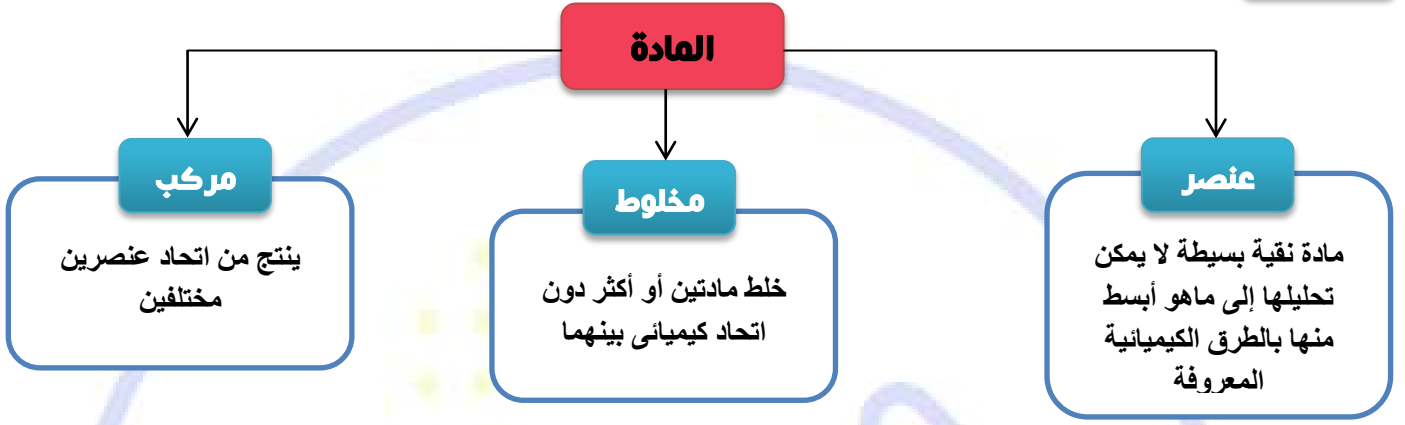 المادة
عنصر
مادة نقية بسيطة لا يمكن
تحليلها إلى ماهو أبسط
منها بالطرق الكيميائية
المعروفة
مخلوط
خلط مادتين أو أكثر دون
اتحاد كيميائى بينهما
مركب
ينتج من اتحاد عنصرين
مختلفين